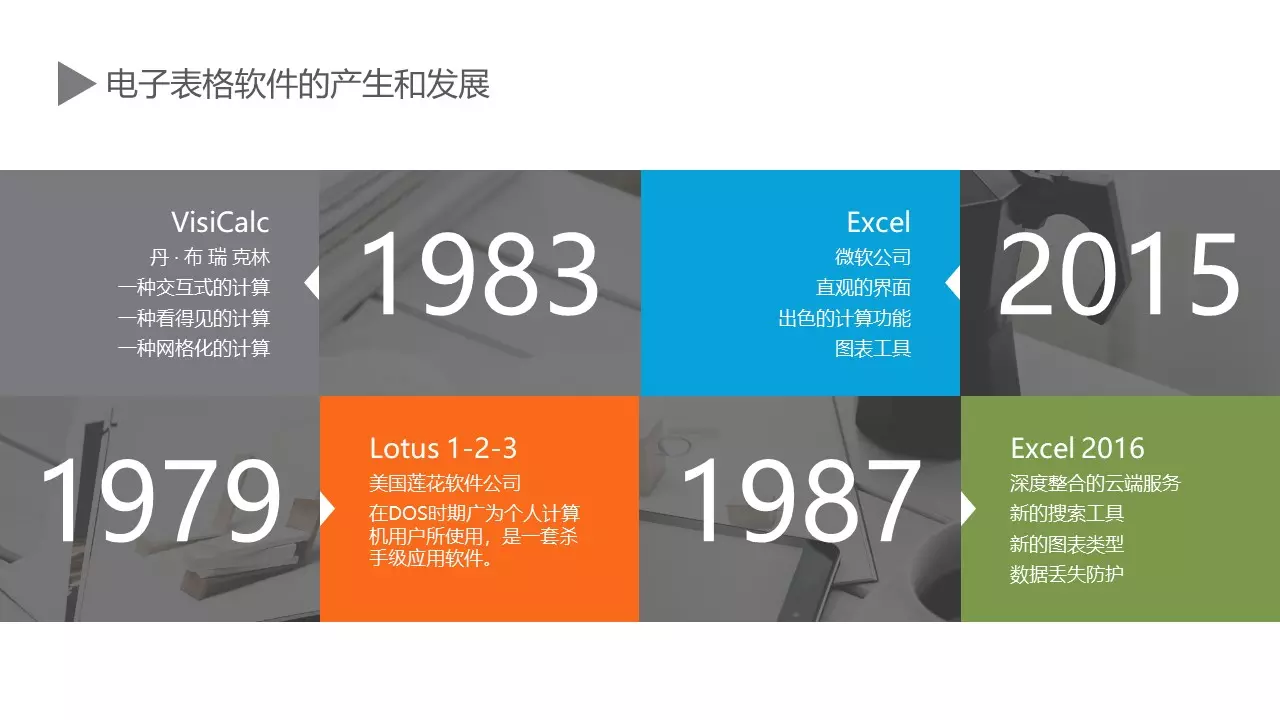 电子表格软件的产生和发展
VisiCalc
丹·布瑞克林
一种交互式的计算
一种看得见的计算
一种网格化的计算
1983
Excel
微软公司
直观的界面
出色的计算功能
图表工具
2015
1979
Lotus 1-2-3
美国莲花软件公司
在DOS时期广为个人计算
机用户所使用，是一套杀
手级应用软件。
1987
Excel 2016
深度整合的云端服务
新的搜索工具
新的图表类型
数据丢失防护